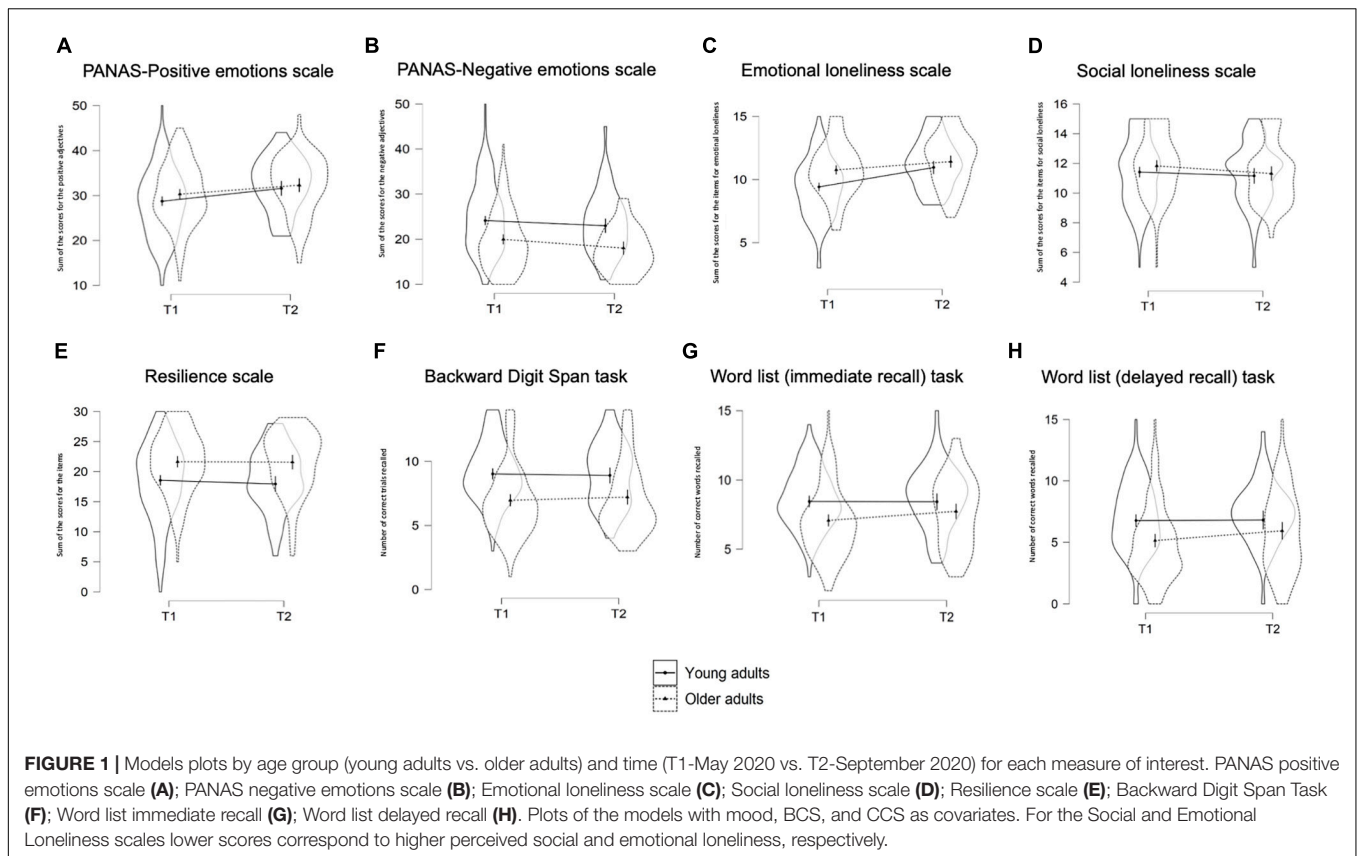 A
PANAS-Positive emotions scale
Sum of the scores for the positive adjectives
50
40
30
20
10
T1
T2
B
PANAS-Negative emotions scale
Sum of the scores for the negative adjectives
50
40
30
20
10
T1
T2
C
Emotional loneliness scale
Sum of the scores for the items for emotinal loneliness
15
10
5
T1
T2
D
Social loneliness scale
Sum of the scores for the items for social loneliness
16
14
12
10
8
6
4
T1
T2
E
Resilience scale
Sum of the scores for the items
30
25
20
15
10
5
0
T1
T2
F
Backward Digit Span task
Number of correct trials recalled
10
5
0
T1
T2
G
Word list (immediate recall) task
Number of correct words recalled
15
10
5
T1
T2
H
Word list (delayed recall) task
Number of correct words recalled
15
10
5
0
T1
T2
Young adults
Older adults
FIGURE 1 | Models plots by age group (young adults vs. older adults) and time (T1-May 2020 vs. T2-September 2020) for each measure of interest. PANAS positive
emotions scale (A); PANAS negative emotions scale (B); Emotional loneliness scale (C); Social loneliness scale (D); Resilience scale (E); Backward Digit Span Task
(F); Word list immediate recall (G); Word list delayed recall (H). Plots of the models with mood, BCS, and CCS as covariates. For the Social and Emotional
Loneliness scales lower scores correspond to higher perceived social and emotional loneliness, respectively.